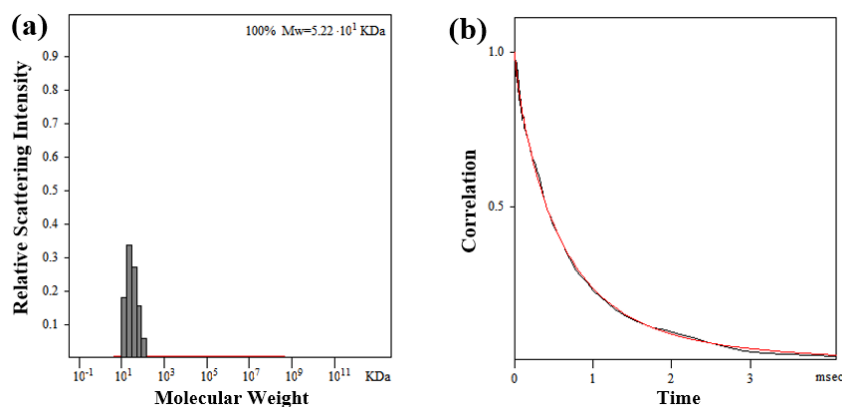 (a)
100% Mw=5.22 ·10¹ KDa
Relative Scattering Intensity
0.9
0.8
0.7
0.6
0.5
0.4
0.3
0.2
0.1
10⁻¹ 10¹ 10³ 10⁵ 10⁷ 10⁹ 10¹¹ KDa
Molecular Weight
(b)
Correlation
1.0
0.5
0 1 2 3 msec
Time